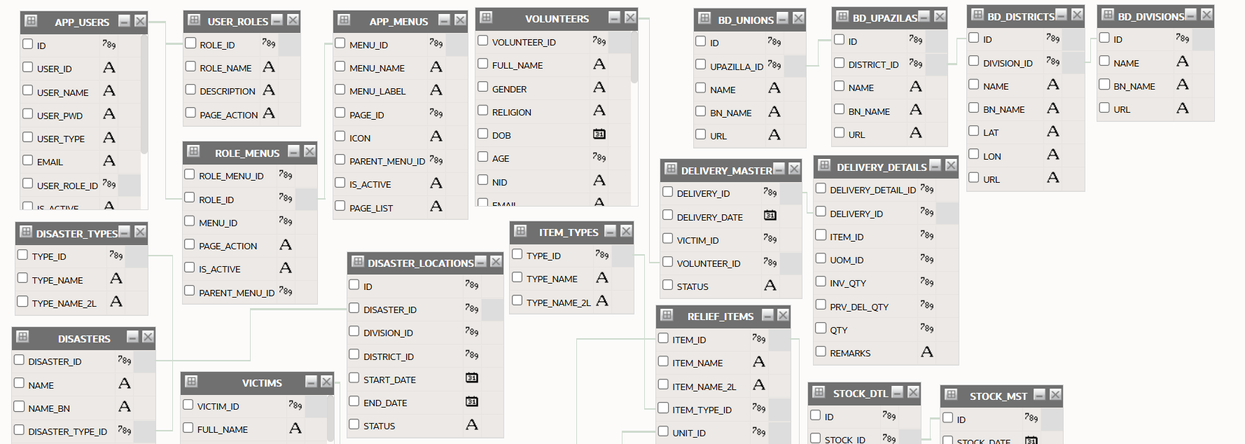 APP_USERS
ID
USER_ID
USER_NAME
USER_PWD
USER_TYPE
EMAIL
USER_ROLE_ID
IS_ACTIVE
USER_ROLES
ROLE_ID
ROLE_NAME
DESCRIPTION
PAGE_ACTION
APP_MENUS
MENU_ID
MENU_NAME
MENU_LABEL
PAGE_ID
ICON
PARENT_MENU_ID
IS_ACTIVE
PAGE_LIST
VOLUNTEERS
VOLUNTEER_ID
FULL_NAME
GENDER
RELIGION
DOB
AGE
NID
EMAIL
BD_UNIONS
ID
UPAZILLA_ID
NAME
BN_NAME
URL
BD_UPAZILAS
ID
DISTRICT_ID
NAME
BN_NAME
URL
BD_DISTRICTS
ID
DIVISION_ID
NAME
BN_NAME
LAT
LON
URL
BD_DIVISIONS
ID
NAME
BN_NAME
URL
ROLE_MENUS
ROLE_MENU_ID
ROLE_ID
MENU_ID
PAGE_ACTION
IS_ACTIVE
PARENT_MENU_ID
DELIVERY_MASTER
DELIVERY_ID
DELIVERY_DATE
VICTIM_ID
VOLUNTEER_ID
STATUS
DELIVERY_DETAILS
DELIVERY_DETAIL_ID
DELIVERY_ID
ITEM_ID
UOM_ID
INV_QTY
PRV_DEL_QTY
QTY
REMARKS
DISASTER_TYPES
TYPE_ID
TYPE_NAME
TYPE_NAME_2L
DISASTER_LOCATIONS
ID
DISASTER_ID
DIVISION_ID
DISTRICT_ID
START_DATE
END_DATE
STATUS
ITEM_TYPES
TYPE_ID
TYPE_NAME
TYPE_NAME_2L
DISASTERS
DISASTER_ID
NAME
NAME_BN
DISASTER_TYPE_ID
VICTIMS
VICTIM_ID
FULL_NAME
RELIEF_ITEMS
ITEM_ID
ITEM_NAME
ITEM_NAME_2L
ITEM_TYPE_ID
UNIT_ID
STOCK_DTL
ID
STOCK_ID
STOCK_MST
ID
STOCK_DATE